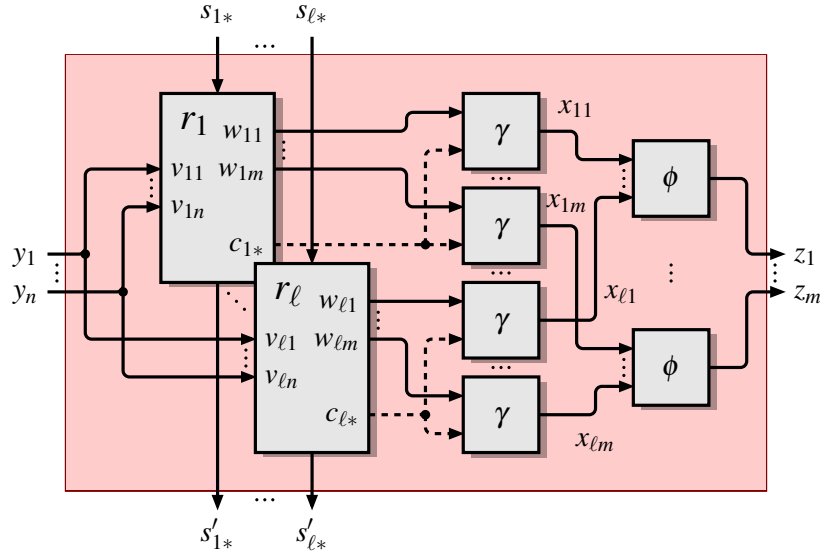 s₁∗ ... sℓ∗
r₁ w₁₁ γ x₁₁
⋮
v₁₁ w₁ₘ ... ϕ
⋮ ⋮
v₁ₙ γ x₁ₘ
y₁ c₁∗ z₁
⋮ ... ⋮ ⋮
yₙ ⋱ rℓ wℓ₁ γ xℓ₁ zₘ
⋮
vℓ₁ wℓₘ ... ⋮
⋮ ϕ
vℓₙ
cℓ∗ γ xℓₘ
s′₁∗ ... s′ℓ∗